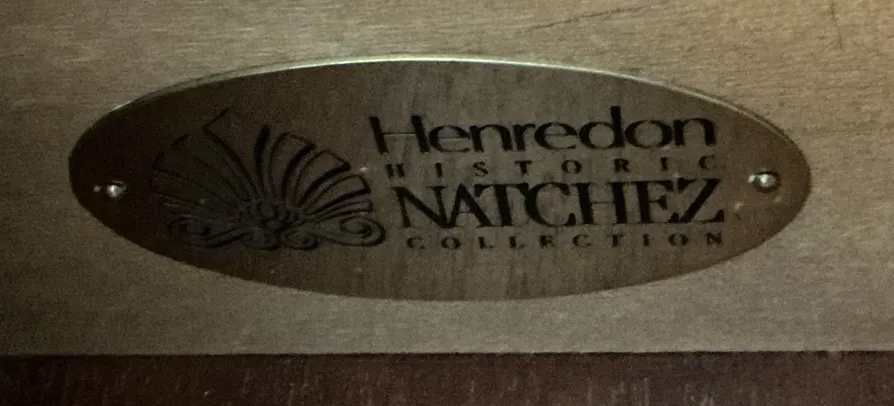 Henredon
HISTORIC
NATCHEZ
COLLECTION